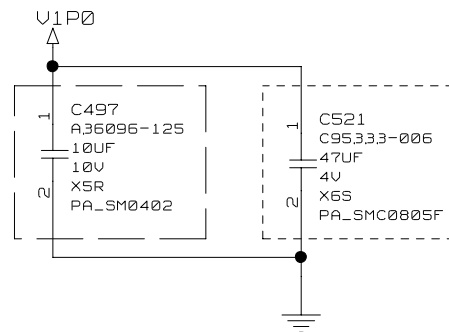 V1P0
1
C497
A36096-125
10UF
10V
X5R
2
PA_SM0402
1
C521
C95333-006
47UF
4V
X6S
2
PA_SMC0805F